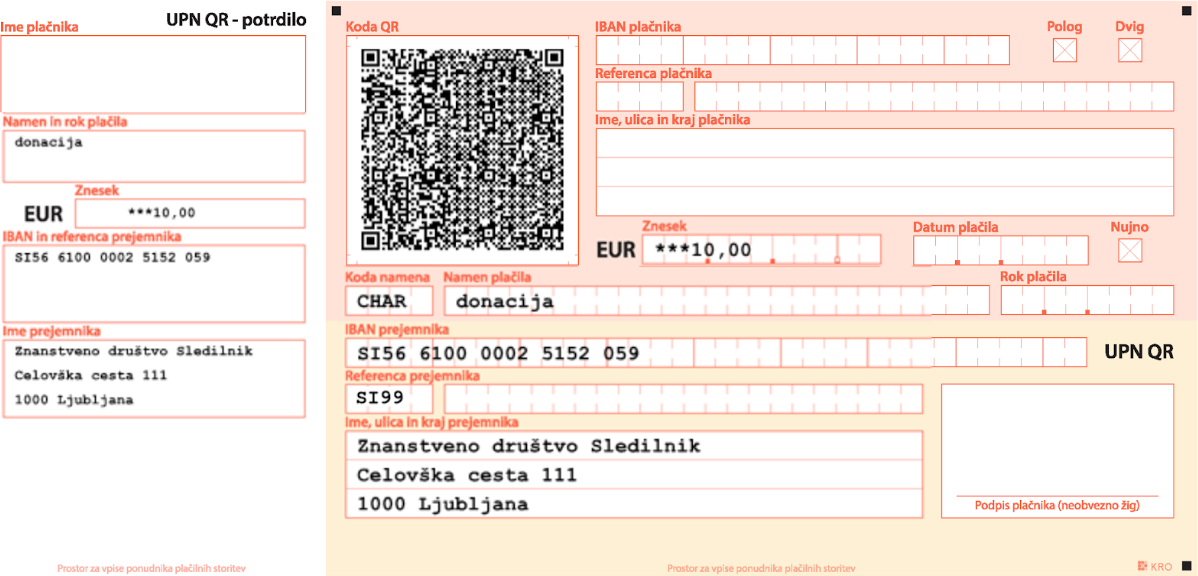 UPN QR - potrdilo
Ime plačnika
Namen in rok plačila
donacija
Znesek
EUR ***10,00
IBAN in referenca prejemnika
SI56 6100 0002 5152 059
Ime prejemnika
Znanstveno društvo Sledilnik
Celovška cesta 111
1000 Ljubljana
Prostor za vpise ponudnika plačilnih storitev
Koda QR
IBAN plačnika
Polog
Dvig
Referenca plačnika
Ime, ulica in kraj plačnika
Znesek
Datum plačila
Nujno
EUR ***10,00
Koda namena
Namen plačila
Rok plačila
CHAR donacija
IBAN prejemnika
SI56 6100 0002 5152 059
UPN QR
Referenca prejemnika
SI99
Ime, ulica in kraj prejemnika
Znanstveno društvo Sledilnik
Celovška cesta 111
1000 Ljubljana
Podpis plačnika (neobvezno žig)
Prostor za vpise ponudnika plačilnih storitev
KRO